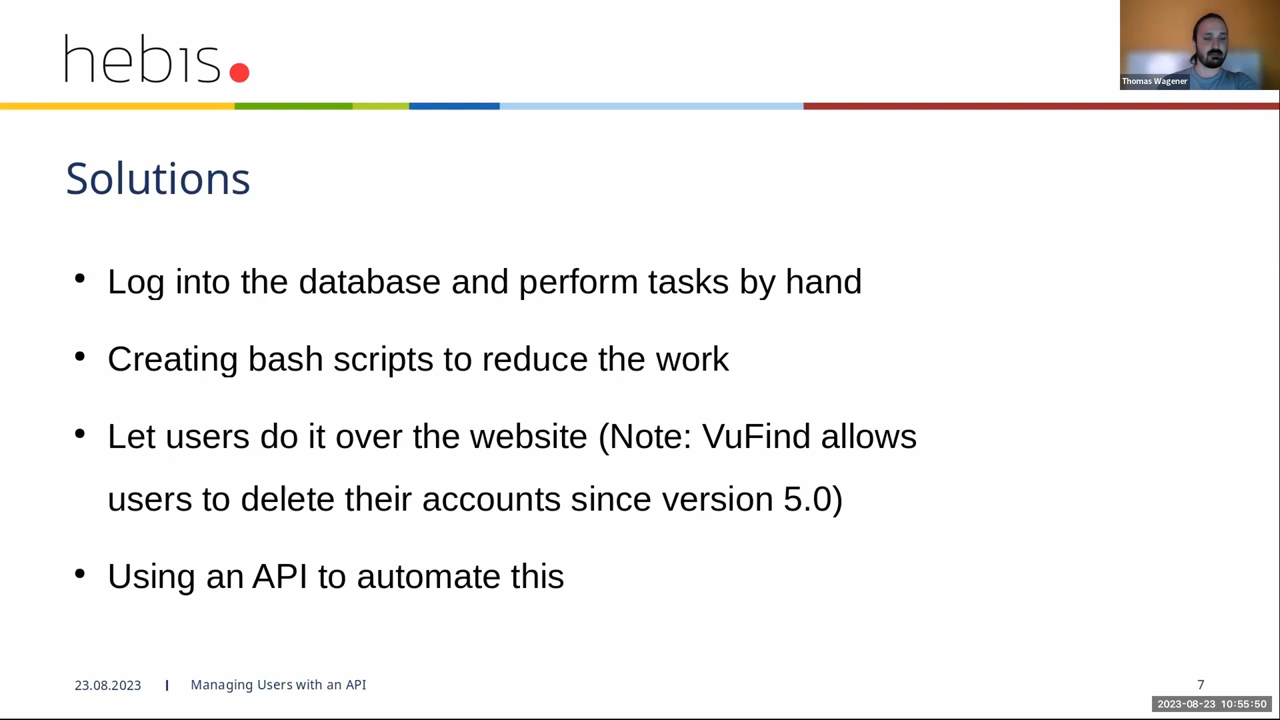 hebis
Thomas Wagener
Solutions
• Log into the database and perform tasks by hand
• Creating bash scripts to reduce the work
• Let users do it over the website (Note: VuFind allows
users to delete their accounts since version 5.0)
• Using an API to automate this
23.08.2023 | Managing Users with an API 7
2023-08-23 10:55:50